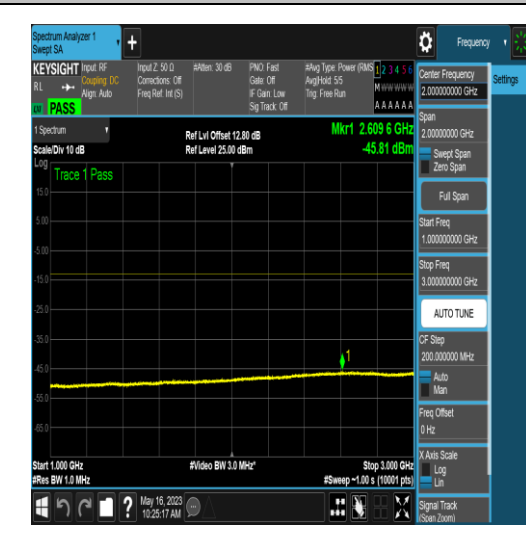 Spectrum Analyzer 1
Swept SA
Frequency
KEYSIGHT
Input: RF
Input Z: 50 Ω
#Atten: 30 dB
PNO: Fast
#Avg Type: Power (RMS
1 2 3 4 5 6
RL
Coupling: DC
Corrections: Off
Gate: Off
Avg|Hold: 5/5
M W W W W W
Align: Auto
Freq Ref: Int (S)
IF Gain: Low
Trig: Free Run
Sig Track: Off
A A A A A A
PASS
Center Frequency
2.000000000 GHz
Settings
Span
2.00000000 GHz
Swept Span
Zero Span
Full Span
Start Freq
1.000000000 GHz
Stop Freq
3.000000000 GHz
AUTO TUNE
CF Step
200.000000 MHz
Auto
Man
Freq Offset
0 Hz
X Axis Scale
Log
Lin
Signal Track
(Span Zoom)
1 Spectrum
Scale/Div 10 dB
Ref Lvl Offset 12.80 dB
Ref Level 25.00 dBm
Mkr1 2.609 6 GHz
-45.81 dBm
Log
Trace 1 Pass
15.0
5.00
-5.00
-15.0
-25.0
-35.0
-45.0
-55.0
-65.0
1
Start 1.000 GHz
#Video BW 3.0 MHz*
Stop 3.000 GHz
#Res BW 1.0 MHz
#Sweep ~1.00 s (10001 pts)
May 16, 2023
10:25:17 AM